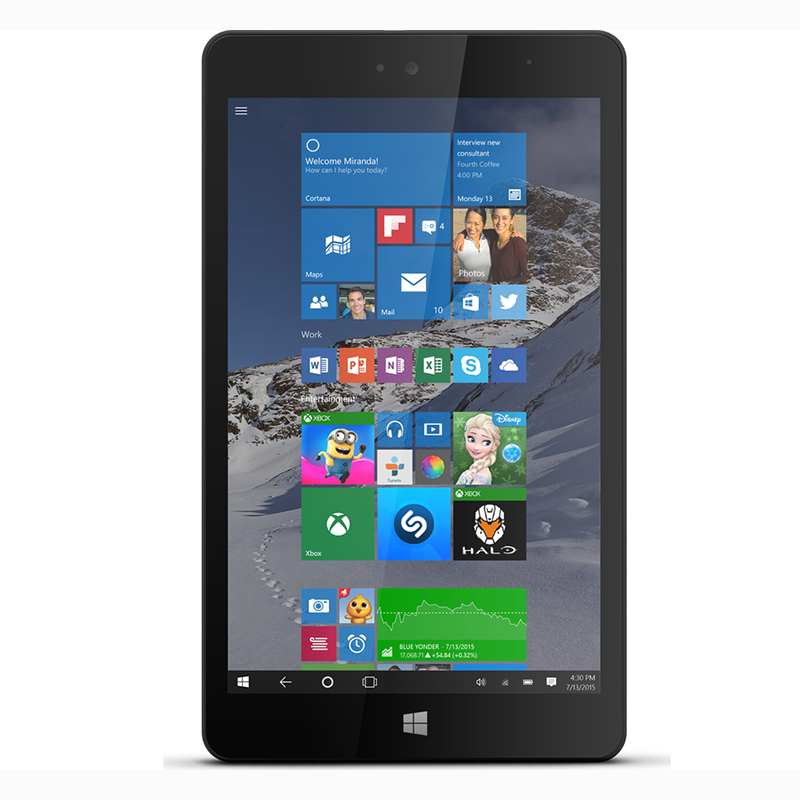 Welcome Miranda!
How can I help you today?
Cortana
Interview new
consultant
Fourth Coffee
4:00 PM
Monday 13
Maps
4
Mail
10
Photos
Work
Entertainment
XBOX
TuneIn
Disney
Xbox
XBOX
HALO
BLUE YONDER - 7/13/2015
17,068.71 ▲ +54.84 (+0.32%)
4:30 PM
7/13/2015